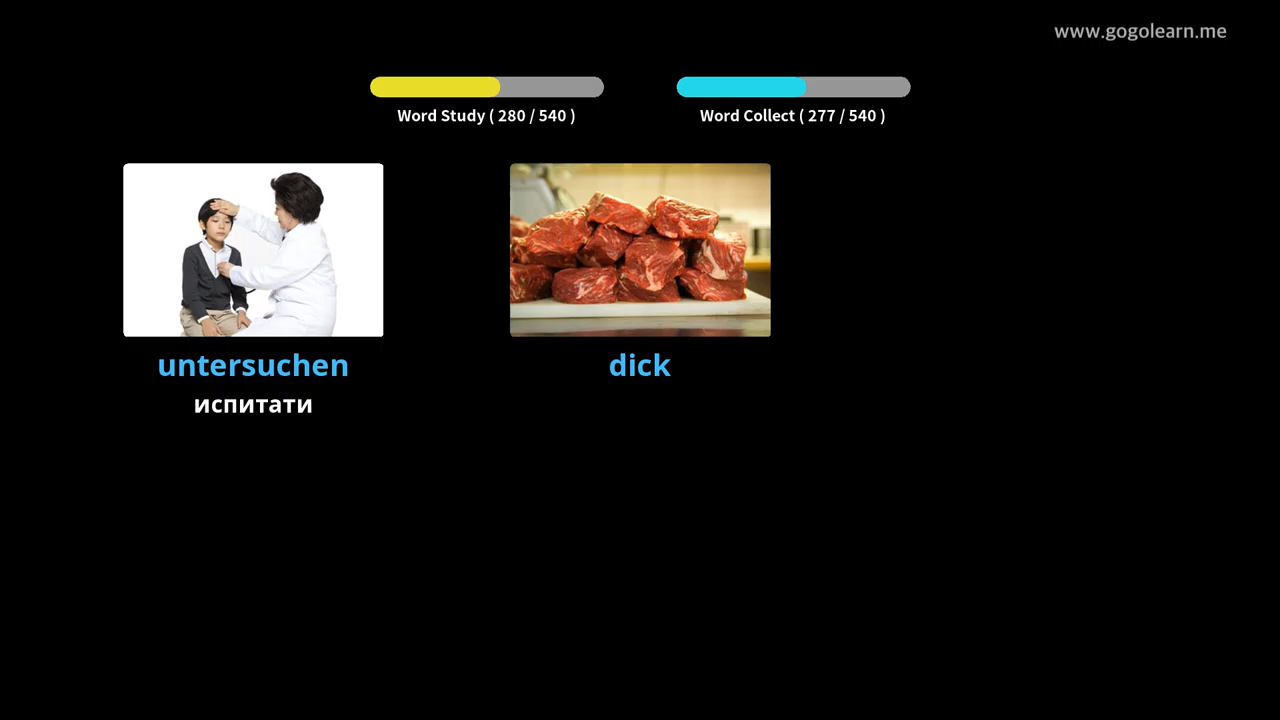 www.gogolearn.me
Word Study ( 280 / 540 )
Word Collect ( 277 / 540 )
untersuchen
dick
испитати